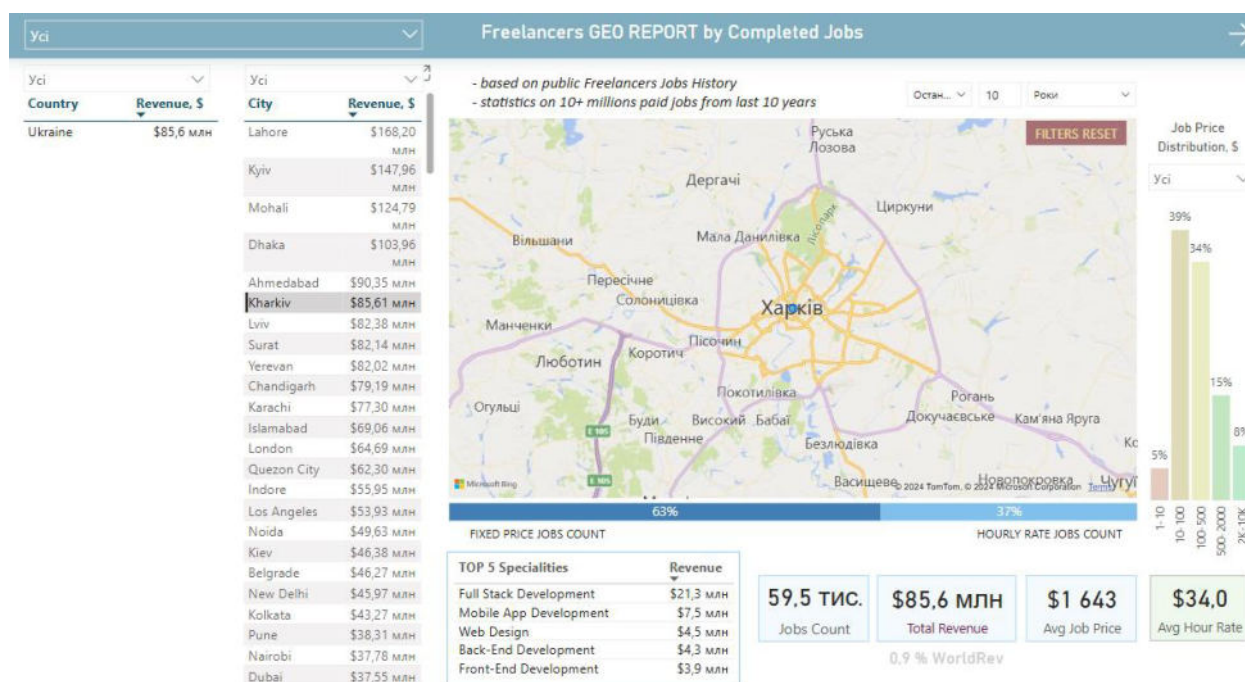 Усі
Freelancers GEO REPORT by Completed Jobs
Усі
Усі
- based on public Freelancers Jobs History
- statistics on 10+ millions paid jobs from last 10 years
Остан...
10
Роки
Country Revenue, $
Ukraine $85,6 млн
City Revenue, $
Lahore $168,20 млн
Kyiv $147,96 млн
Mohali $124,79 млн
Dhaka $103,96 млн
Ahmedabad $90,35 млн
Kharkiv $85,61 млн
Lviv $82,38 млн
Surat $82,14 млн
Yerevan $82,02 млн
Chandigarh $79,19 млн
Karachi $77,30 млн
Islamabad $69,06 млн
London $64,69 млн
Quezon City $62,30 млн
Indore $55,95 млн
Los Angeles $53,93 млн
Noida $49,63 млн
Kiev $46,38 млн
Belgrade $46,27 млн
New Delhi $45,97 млн
Kolkata $43,27 млн
Pune $38,31 млн
Nairobi $37,78 млн
Dubai $37,55 млн
FILTERS RESET
Руська
Лозова
Дергачі
Циркуни
Лісопарк
Мала Данилівка
Вільшани
Пересічне
Солоницівка
Харків
Манченки
Пісочин
Коротич
Люботин
Покотилівка
Рогань
Огульці
Буди
Високий
Бабаї
Докучаєвське
Кам'яна Яруга
Е 105
Південне
Безлюдівка
Ко
Е 105
Васищеве
Новопокровка
Чугуї
Microsoft Bing
© 2024 TomTom, © 2024 Microsoft Corporation Terms
63%
37%
FIXED PRICE JOBS COUNT
HOURLY RATE JOBS COUNT
Job Price
Distribution, $
Усі
39%
34%
15%
8%
5%
1-10
10-100
100-500
500-2000
2K-10K
TOP 5 Specialities Revenue
Full Stack Development $21,3 млн
Mobile App Development $7,5 млн
Web Design $4,5 млн
Back-End Development $4,3 млн
Front-End Development $3,9 млн
59,5 тис.
Jobs Count
$85,6 млн
Total Revenue
0,9 % WorldRev
$1 643
Avg Job Price
$34,0
Avg Hour Rate